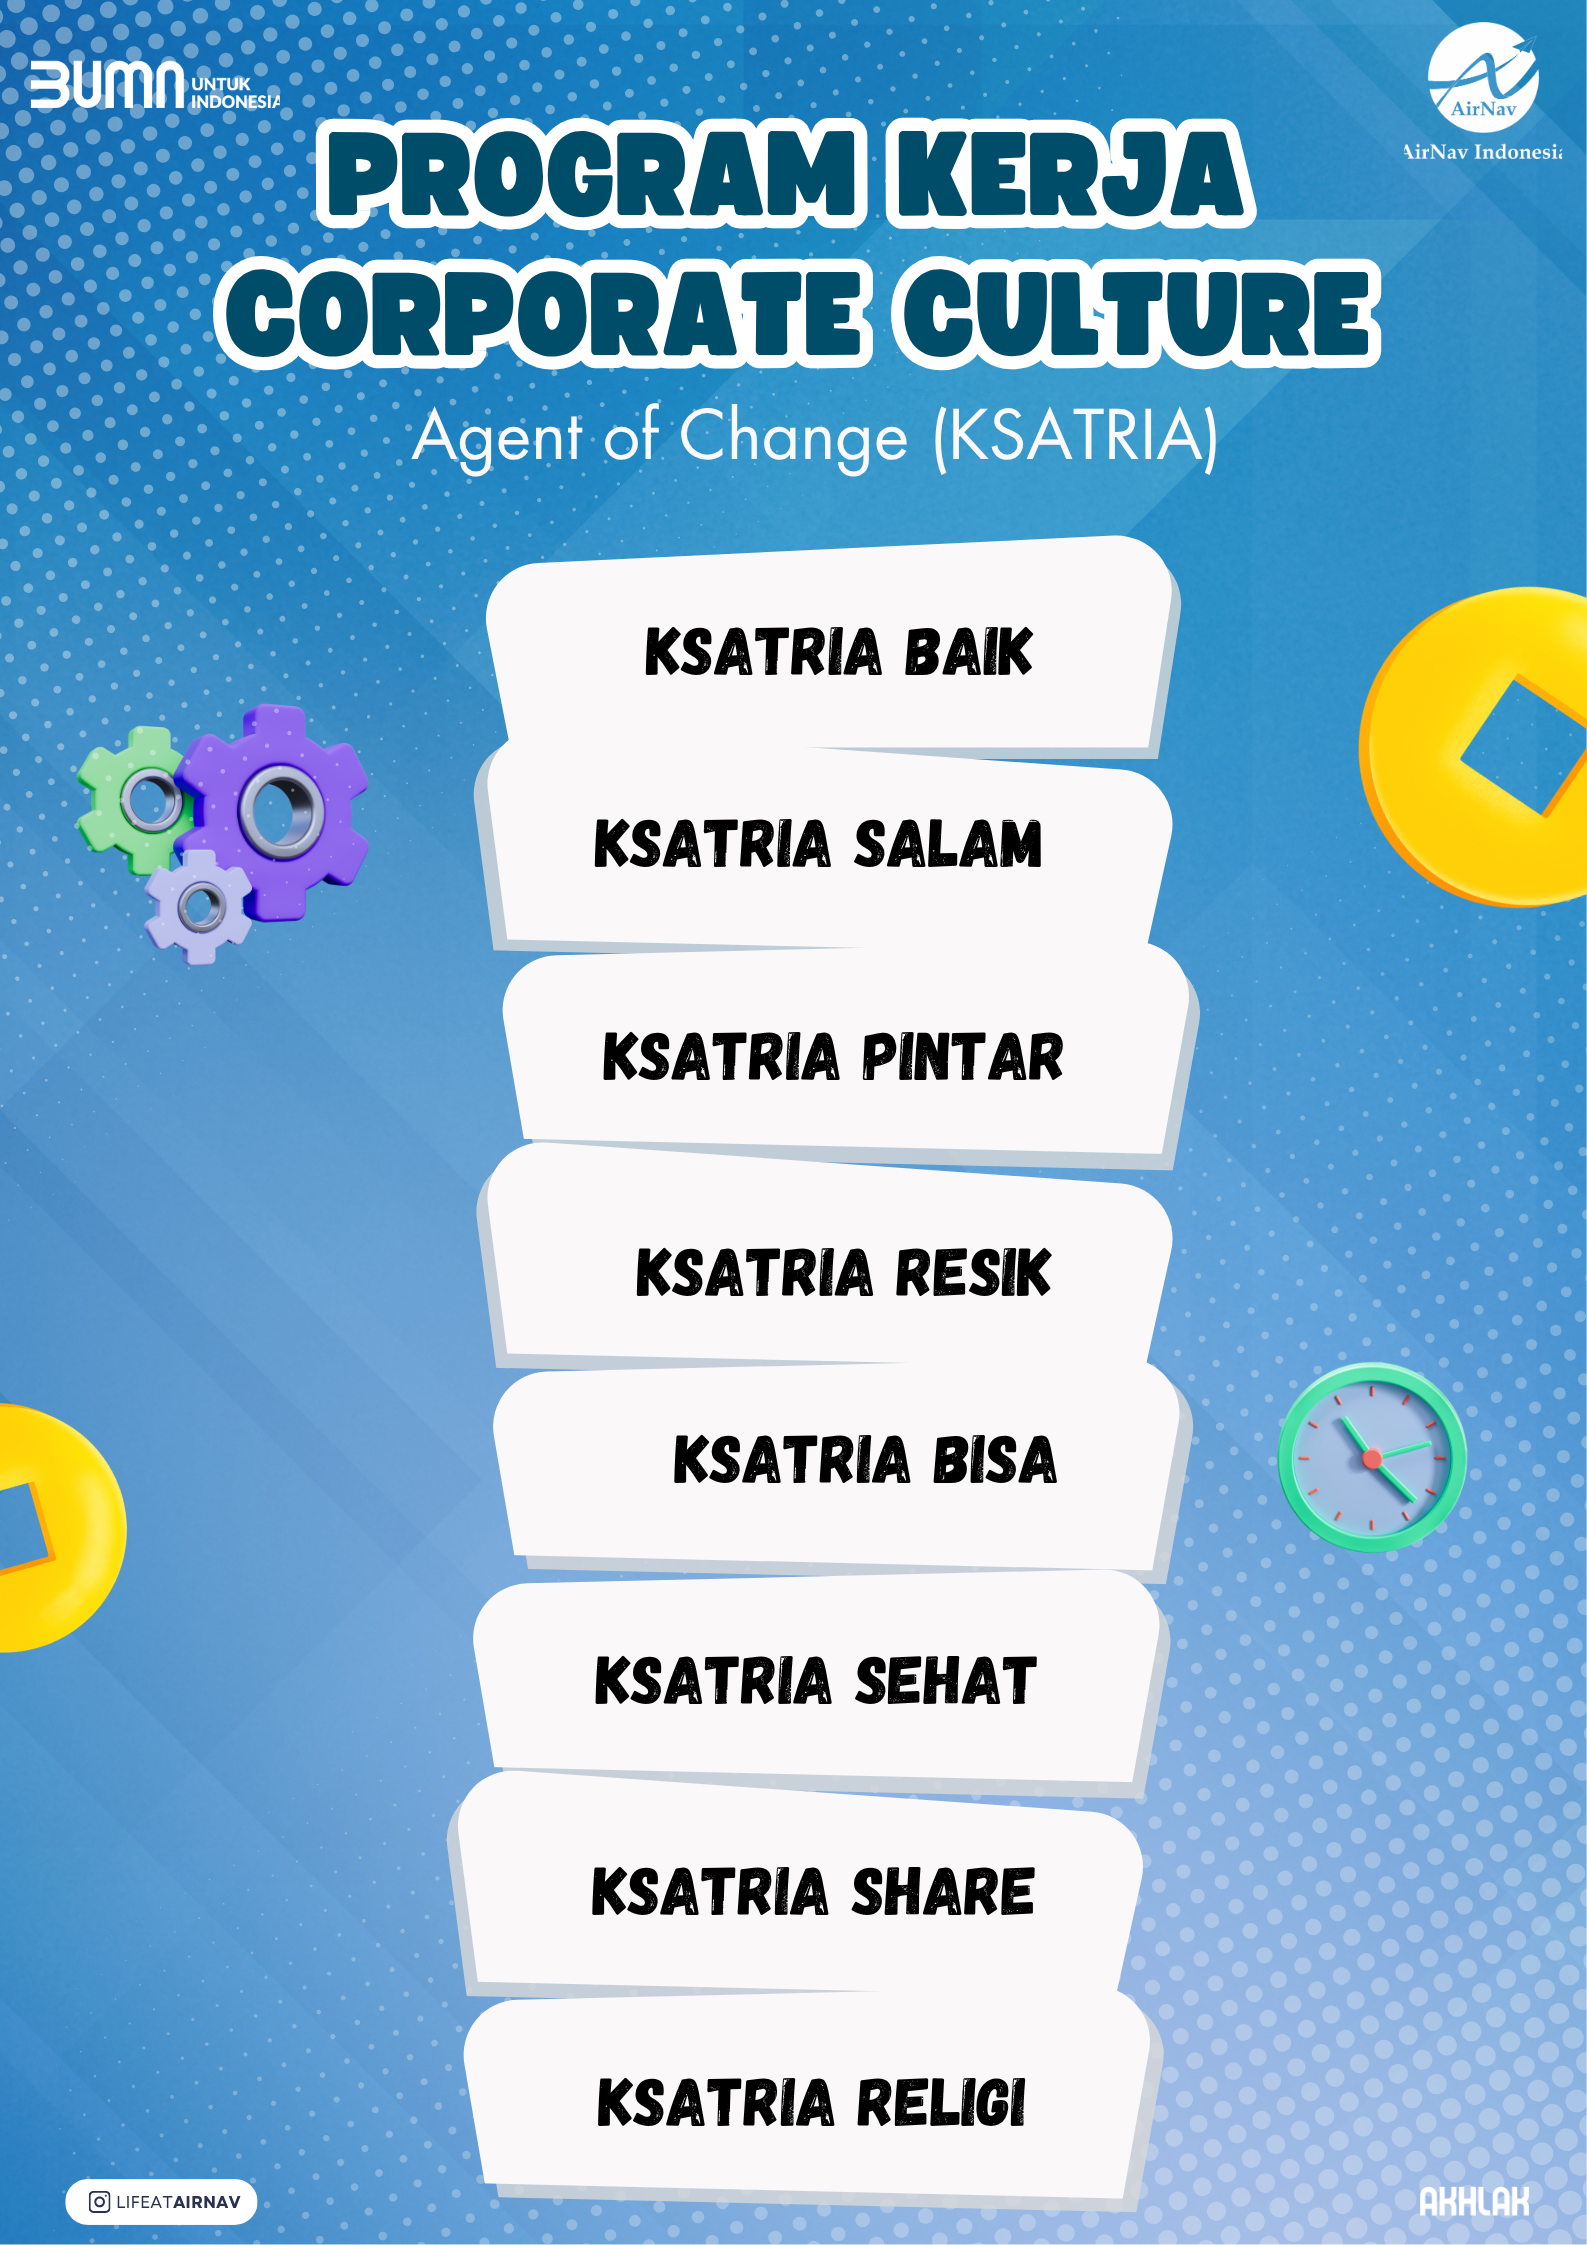 BUMN UNTUK
INDONESIA
AirNav
AirNav Indonesia
PROGRAM KERJA
CORPORATE CULTURE
Agent of Change (KSATRIA)
KSATRIA BAIK
KSATRIA SALAM
KSATRIA PINTAR
KSATRIA RESIK
KSATRIA BISA
KSATRIA SEHAT
KSATRIA SHARE
KSATRIA RELIGI
LIFEATAIRNAV
AKHLAK